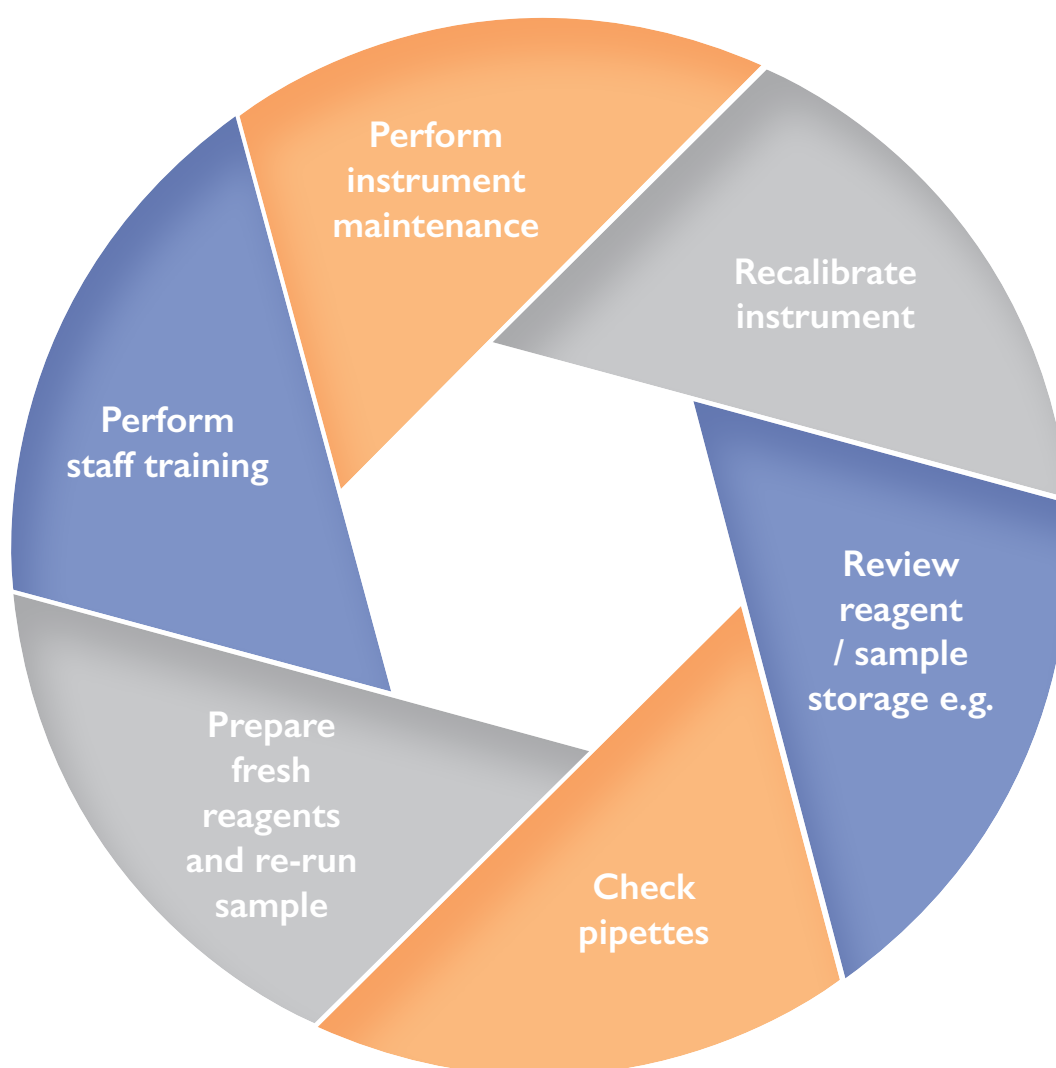 Perform
instrument
maintenance
Recalibrate
instrument
Review
reagent
/ sample
storage e.g.
Check
pipettes
Prepare
fresh
reagents
and re-run
sample
Perform
staff training